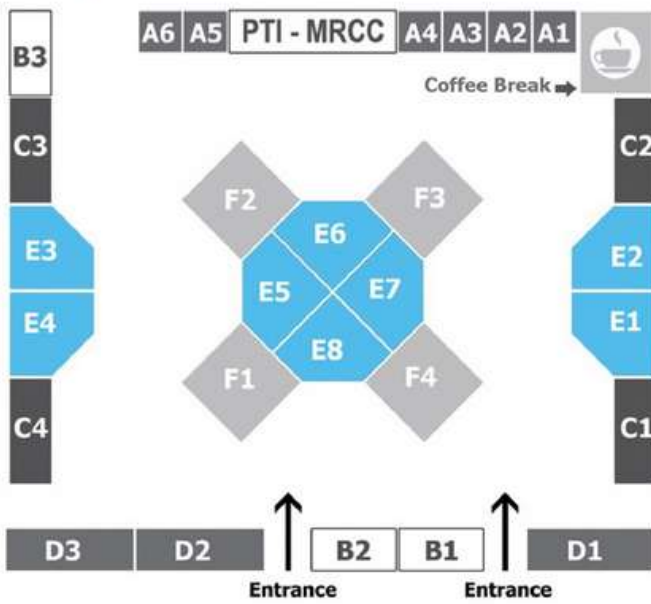 A6 A5 PTI - MRCC A4 A3 A2 A1
B3
Coffee Break
C3 C2
F2 F3
E6
E3 E2
E5 E7
E4 E1
E8
F1 F4
C4 C1
D3 D2 B2 B1 D1
Entrance Entrance